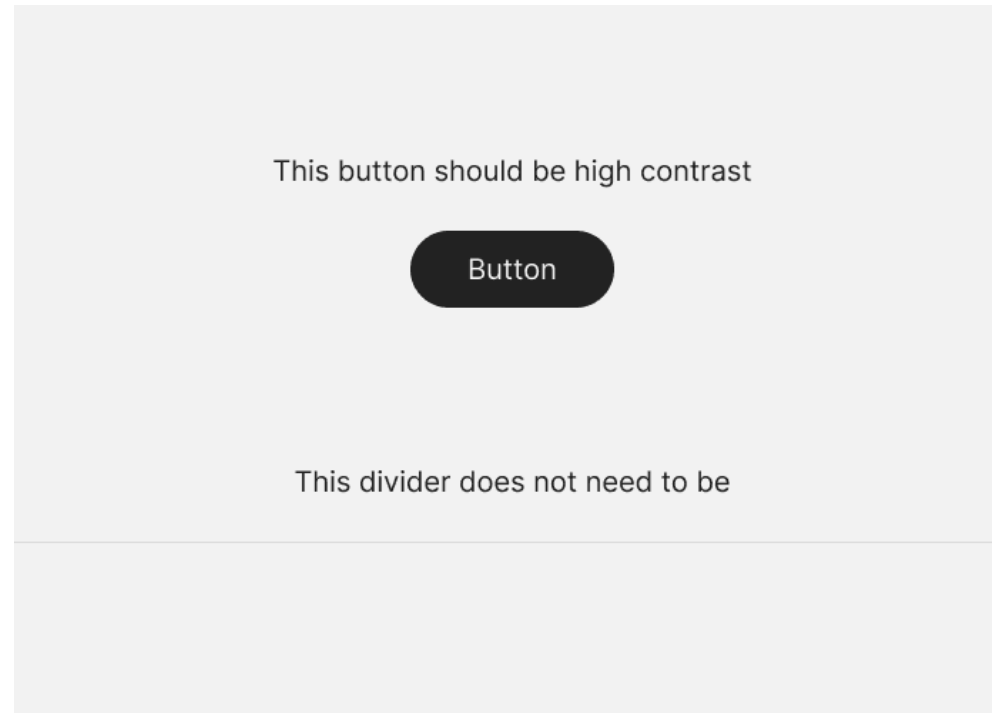 This button should be high contrast
Button
This divider does not need to be